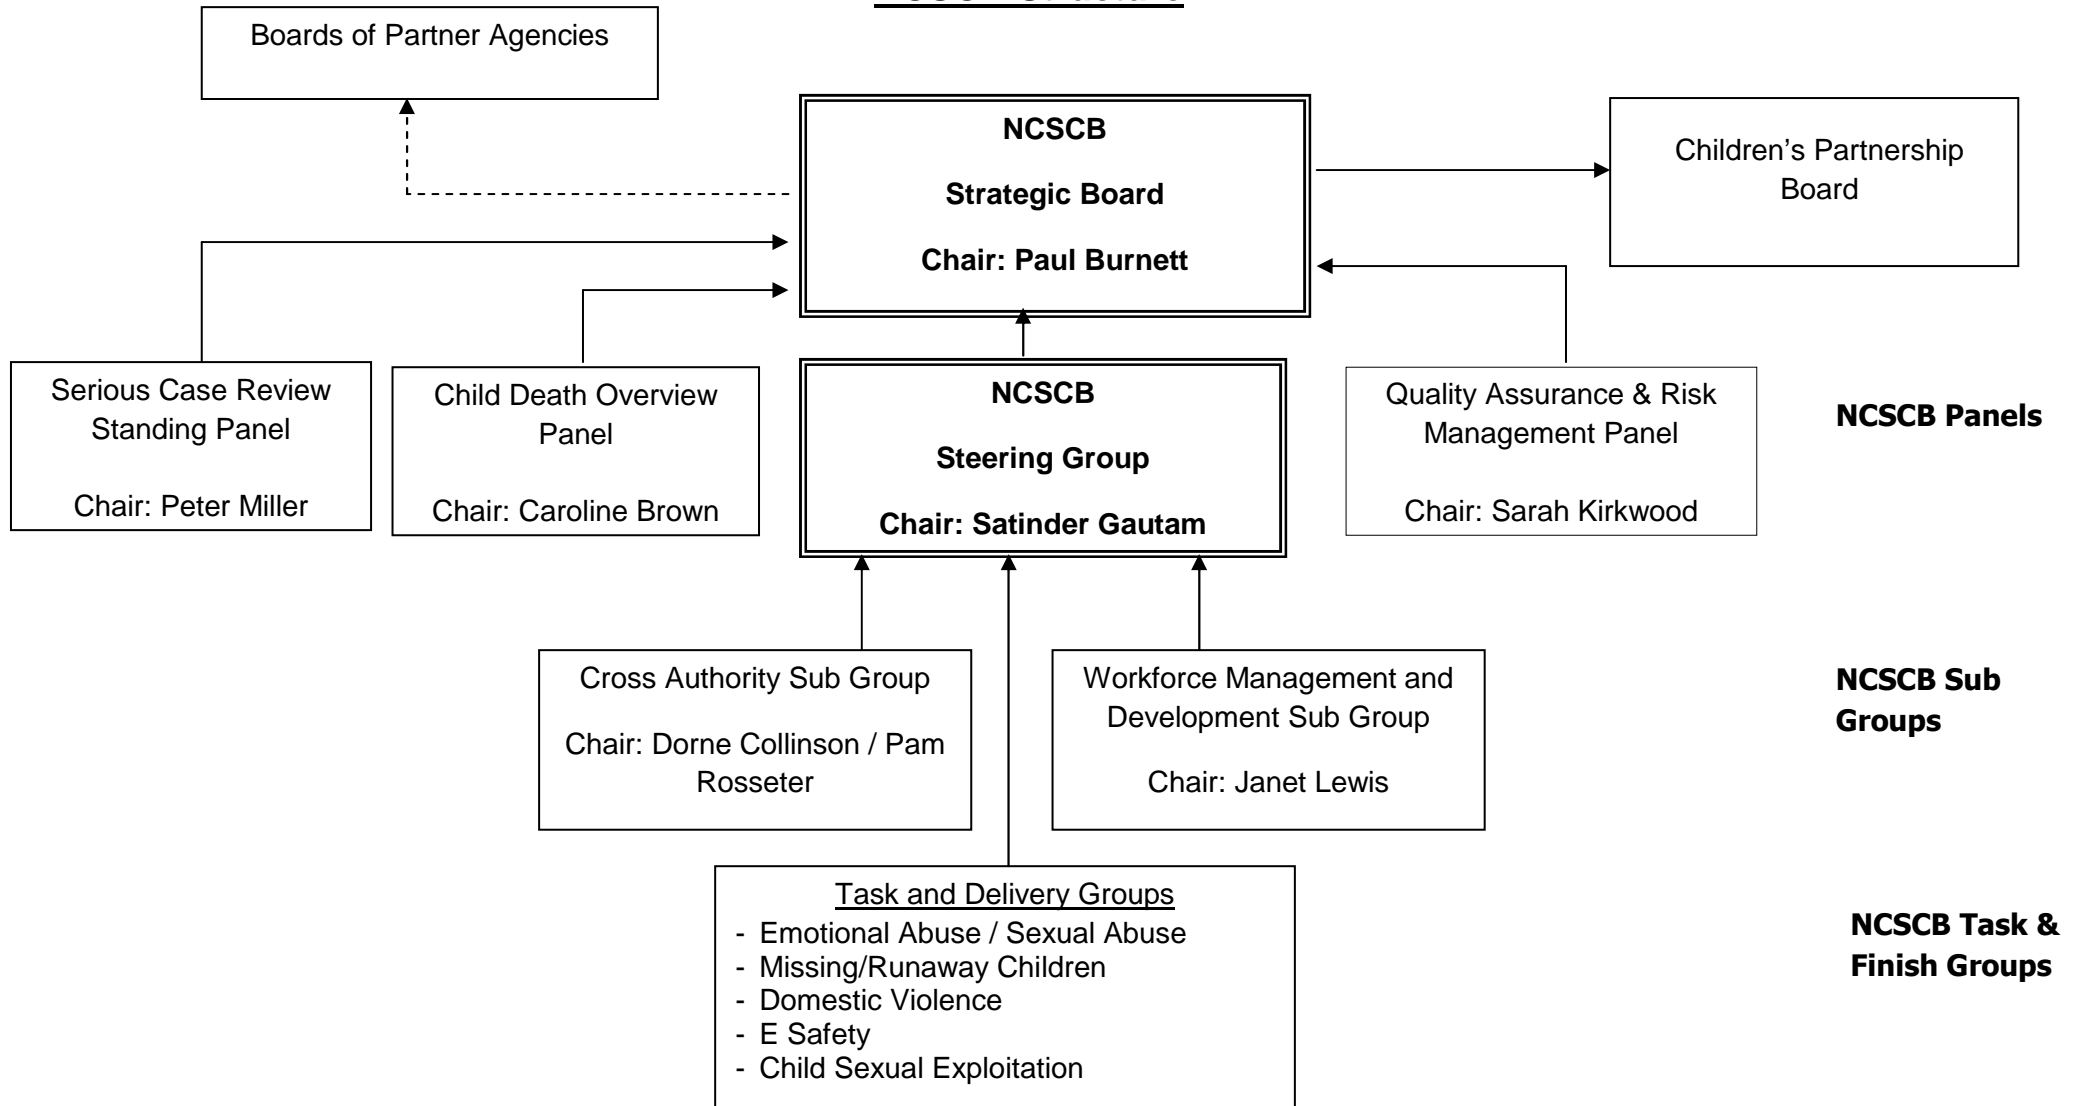 Boards of Partner Agencies
NCSCB
Strategic Board
Chair: Paul Burnett
Children's Partnership
Board
Serious Case Review
Standing Panel
Chair: Peter Miller
Child Death Overview
Panel
Chair: Caroline Brown
NCSCB
Steering Group
Chair: Satinder Gautam
Quality Assurance & Risk
Management Panel
Chair: Sarah Kirkwood
NCSCB Panels
Cross Authority Sub Group
Chair: Dorne Collinson / Pam
Rosseter
Workforce Management and
Development Sub Group
Chair: Janet Lewis
NCSCB Sub
Groups
Task and Delivery Groups
- Emotional Abuse / Sexual Abuse
- Missing/Runaway Children
- Domestic Violence
- E Safety
- Child Sexual Exploitation
NCSCB Task &
Finish Groups